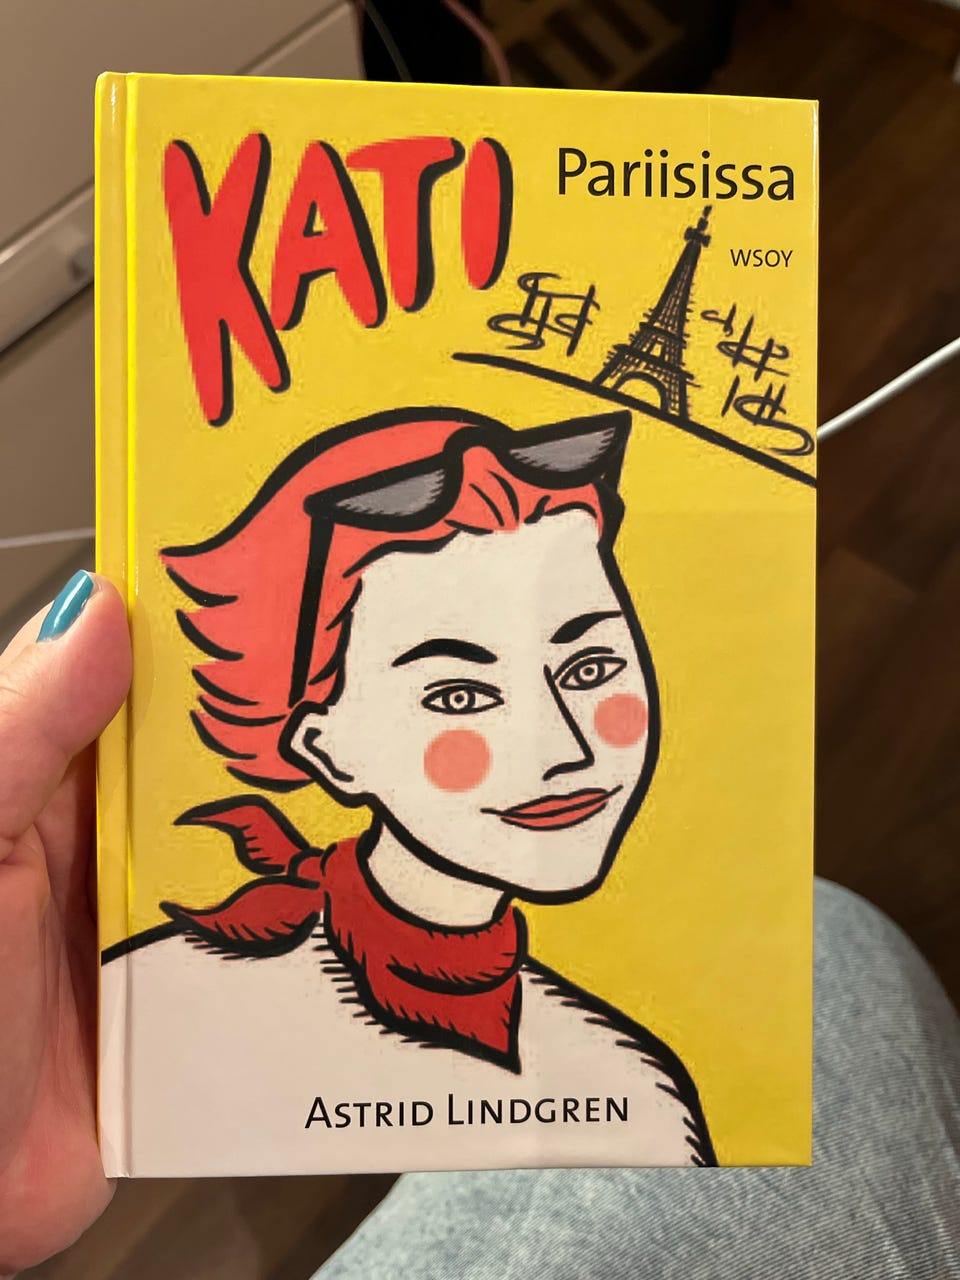 KATI
Pariisissa
WSOY
ASTRID LINDGREN